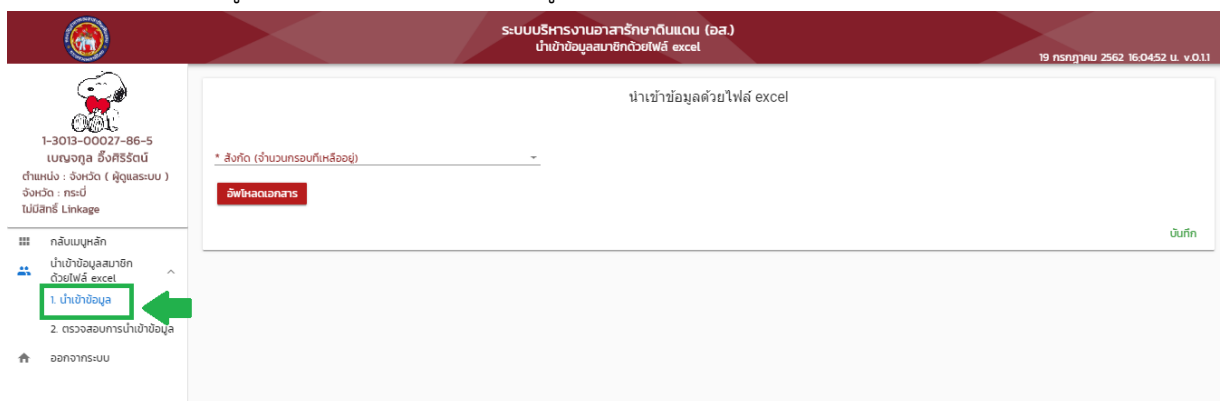 ระบบบริหารงานอาสารักษาดินแดน (อส.)
นำเข้าข้อมูลสมาชิกด้วยไฟล์ excel
19 กรกฎาคม 2562 16:04:52 น. v.0.1.1
1-3013-00027-86-5
เบญจกูล อึ๊งศิริรัตน์
ตำแหน่ง : จังหวัด ( ผู้ดูแลระบบ )
จังหวัด : กระบี่
ไม่มีสิทธิ์ Linkage
กลับเมนูหลัก
นำเข้าข้อมูลสมาชิก
ด้วยไฟล์ excel
1. นำเข้าข้อมูล
2. ตรวจสอบการนำเข้าข้อมูล
ออกจากระบบ
นำเข้าข้อมูลด้วยไฟล์ excel
* สังกัด (จำนวนกรอบที่เหลืออยู่)
อัพโหลดเอกสาร
บันทึก